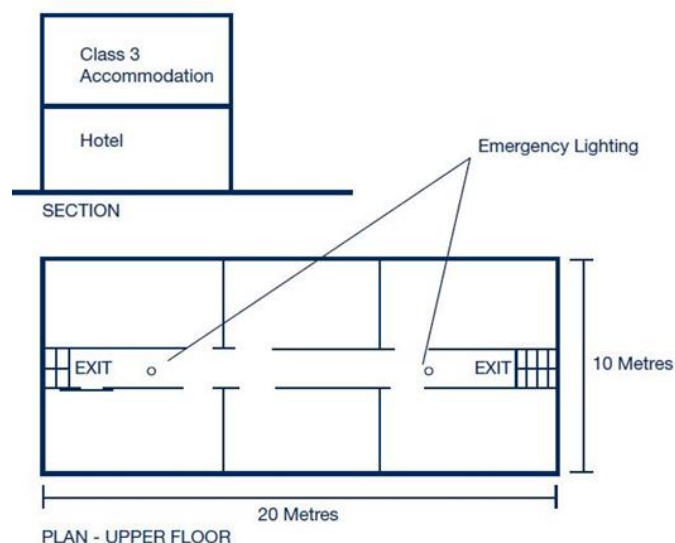 Class 3
Accommodation
Hotel
Emergency Lighting
SECTION
EXIT
EXIT
10 Metres
20 Metres
PLAN - UPPER FLOOR